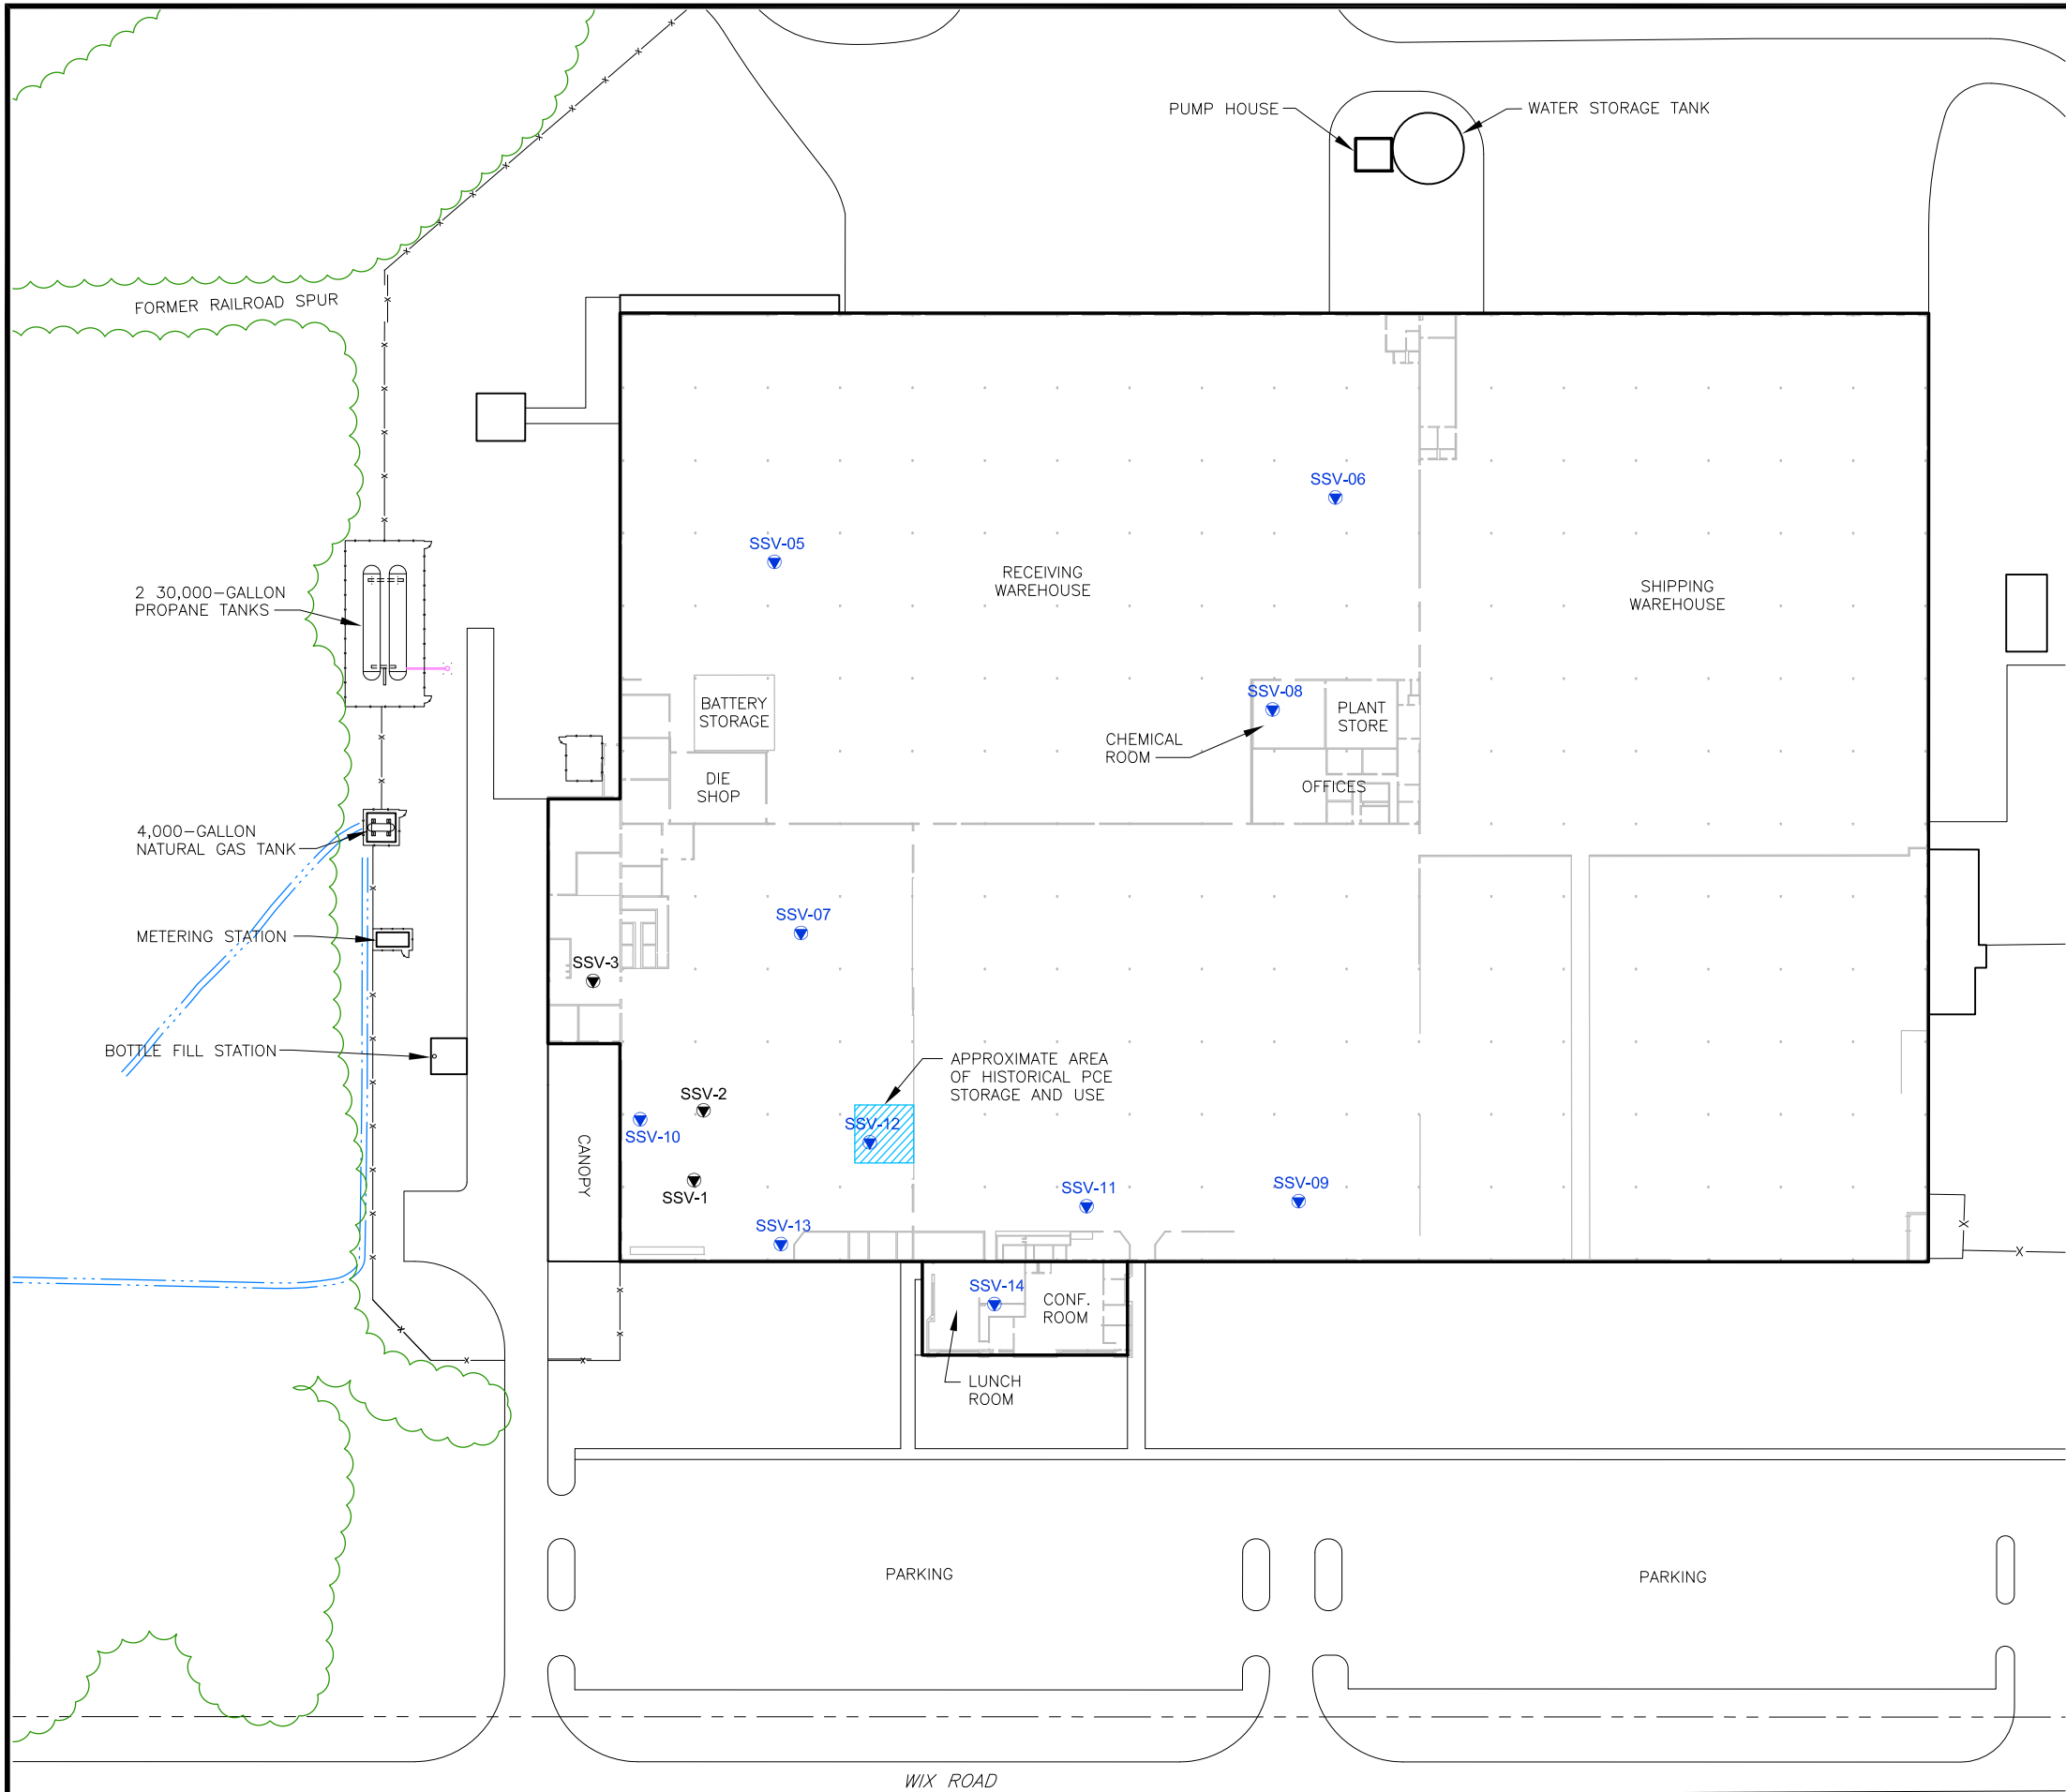 PUMP HOUSE
WATER STORAGE TANK
FORMER RAILROAD SPUR
SSV-06
SSV-05
RECEIVING
WAREHOUSE
SHIPPING
WAREHOUSE
2 30,000-GALLON
PROPANE TANKS
BATTERY
STORAGE
SSV-08
PLANT
STORE
CHEMICAL
ROOM
DIE
SHOP
OFFICES
4,000-GALLON
NATURAL GAS TANK
SSV-07
METERING STATION
SSV-3
BOTTLE FILL STATION
APPROXIMATE AREA
OF HISTORICAL PCE
STORAGE AND USE
SSV-2
SSV-10
SSV-12
CANOPY
SSV-1
SSV-11
SSV-09
SSV-13
SSV-14
CONF.
ROOM
LUNCH
ROOM
PARKING
PARKING
WIX ROAD